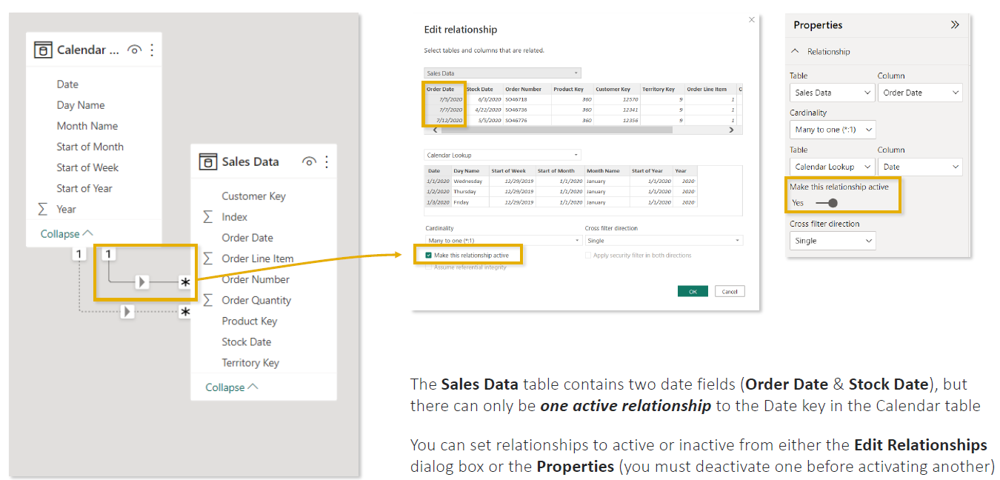 Calendar ...
Date
Day Name
Month Name
Start of Month
Start of Week
Start of Year
Year
Collapse
1
1
*
*
Sales Data
Customer Key
Index
Order Date
Order Line Item
Order Number
Order Quantity
Product Key
Stock Date
Territory Key
Collapse
Edit relationship
Select tables and columns that are related.
Sales Data
Order Date Stock Date Order Number Product Key Customer Key Territory Key Order Line Item C
7/5/2020 6/3/2020 SO46718 360 12570 9 1
7/7/2020 4/22/2020 SO46736 360 12341 9 1
7/12/2020 5/5/2020 SO46776 360 12356 9 1
Calendar Lookup
Date Day Name Start of Week Start of Month Month Name Start of Year Year
1/1/2020 Wednesday 12/29/2019 1/1/2020 January 1/1/2020 2020
1/2/2020 Thursday 12/29/2019 1/1/2020 January 1/1/2020 2020
1/3/2020 Friday 12/29/2019 1/1/2020 January 1/1/2020 2020
Cardinality Cross filter direction
Many to one (*:1) Single
Make this relationship active Apply security filter in both directions
Assume referential integrity
OK Cancel
Properties
Relationship
Table Column
Sales Data Order Date
Cardinality
Many to one (*:1)
Table Column
Calendar Lookup Date
Make this relationship active
Yes
Cross filter direction
Single
The Sales Data table contains two date fields (Order Date & Stock Date), but
there can only be one active relationship to the Date key in the Calendar table
You can set relationships to active or inactive from either the Edit Relationships
dialog box or the Properties (you must deactivate one before activating another)